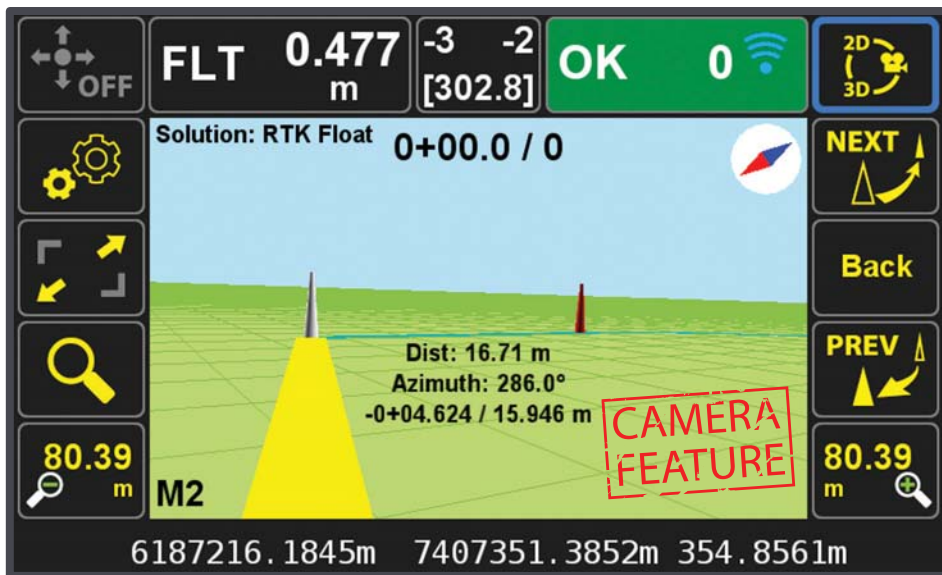 OFF
FLT 0.477 m
-3 -2
[302.8]
OK 0
2D
3D
Solution: RTK Float
0+00.0 / 0
NEXT
Back
Dist: 16.71 m
Azimuth: 286.0°
-0+04.624 / 15.946 m
PREV
CAMERA
FEATURE
80.39
m
M2
80.39
m
6187216.1845m 7407351.3852m 354.8561m